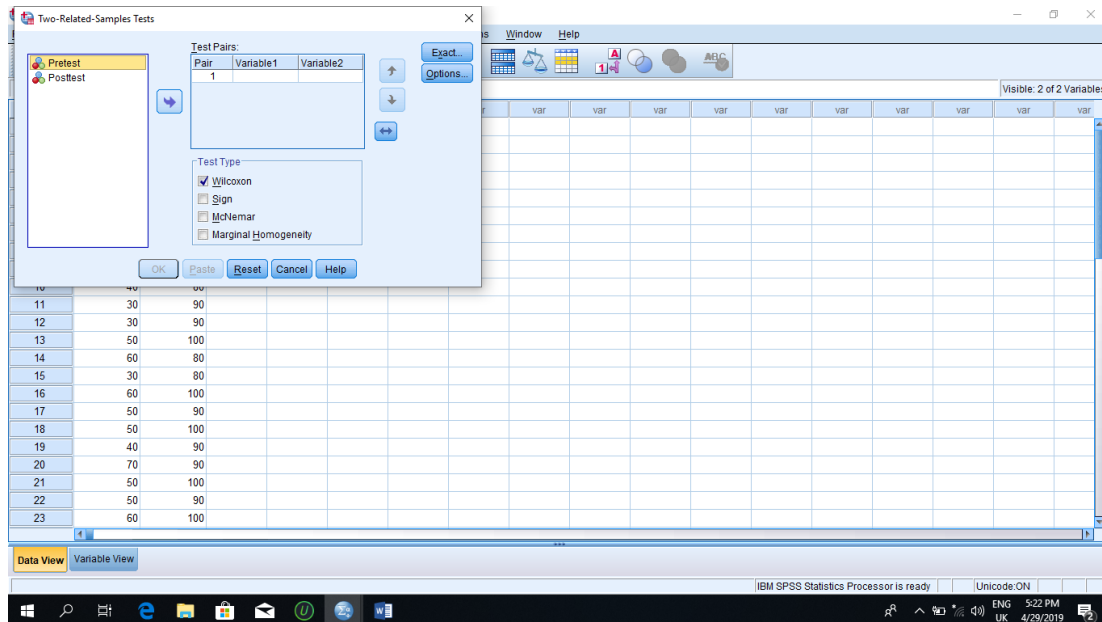 Two-Related-Samples Tests
Window Help
Pretest
Posttest
Test Pairs:
Pair Variable1 Variable2
1
Exact...
Options...
Test Type
Wilcoxon
Sign
McNemar
Marginal Homogeneity
OK Paste Reset Cancel Help
Visible: 2 of 2 Variables
var var var var var var var var var
11 30 90
12 30 90
13 50 100
14 60 80
15 30 80
16 60 100
17 50 90
18 50 100
19 40 90
20 70 90
21 50 100
22 50 90
23 60 100
Data View Variable View
IBM SPSS Statistics Processor is ready Unicode:ON
ENG 5:22 PM
UK 4/29/2019
2